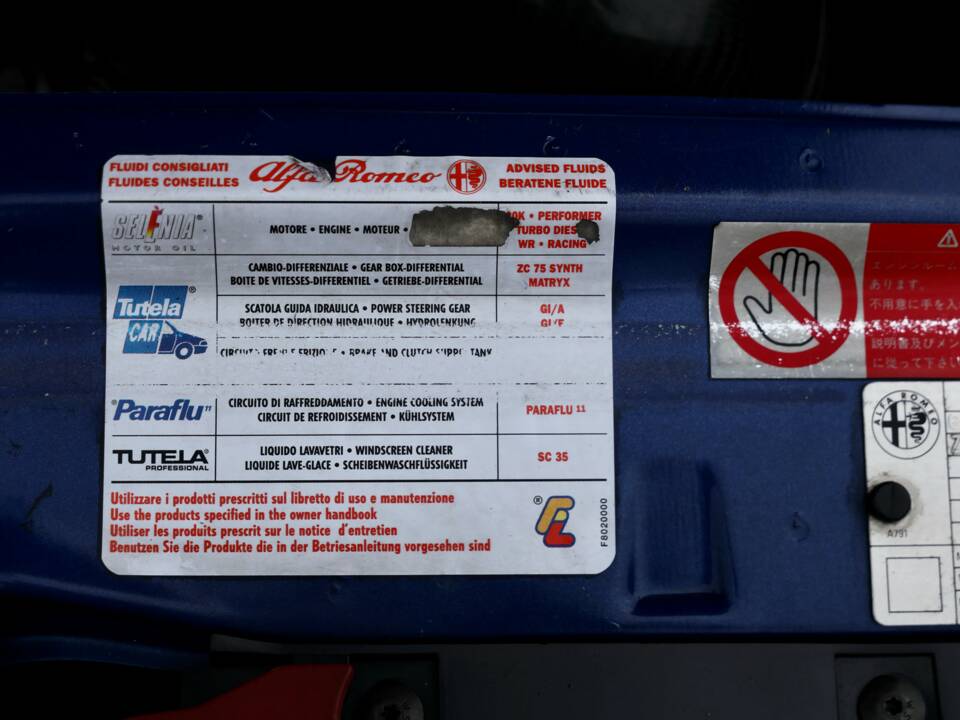 FLUIDI CONSIGLIATI
FLUIDES CONSEILLES
Alfa Romeo
ADVISED FLUIDS
BERATENE FLUIDE
SELENIA®
MOTOR OIL
MOTORE • ENGINE • MOTEUR •
PERFORMER
TURBO
WR • RACING
CAMBIO-DIFFERENZIALE • GEAR BOX-DIFFERENTIAL
BOITE DE VITESSES-DIFFERENTIEL • GETRIEBE-DIFFERENTIAL
ZC 75 SYNTH
MATRYX
Tutela®
CAR
SCATOLA GUIDA IDRAULICA • POWER STEERING GEAR
BOITER DE DIRECTION HIDRAULIQUE • HYDROLENKUNG
GI/A
BRAKE AND CLUTCH
Paraflu"
CIRCUITO DI RAFFREDDAMENTO • ENGINE COOLING SYSTEM
CIRCUIT DE REFROIDISSEMENT • KÜHLSYSTEM
PARAFLU 11
TUTELA®
PROFESSIONAL
LIQUIDO LAVAVETRI • WINDSCREEN CLEANER
LIQUIDE LAVE-GLACE • SCHEIBENWASCHFLÜSSIGKEIT
SC 35
Utilizzare i prodotti prescritti sul libretto di uso e manutenzione
Use the products specified in the owner handbook
Utiliser les produits prescrit sur le notice d'entretien
Benutzen Sie die Produkte die in der Betriesanleitung vorgesehen sind
® FL
F8020000
あります。
不用意に手を入
説明書及びメン
に従って下さい
ALFA ROMEO
A791